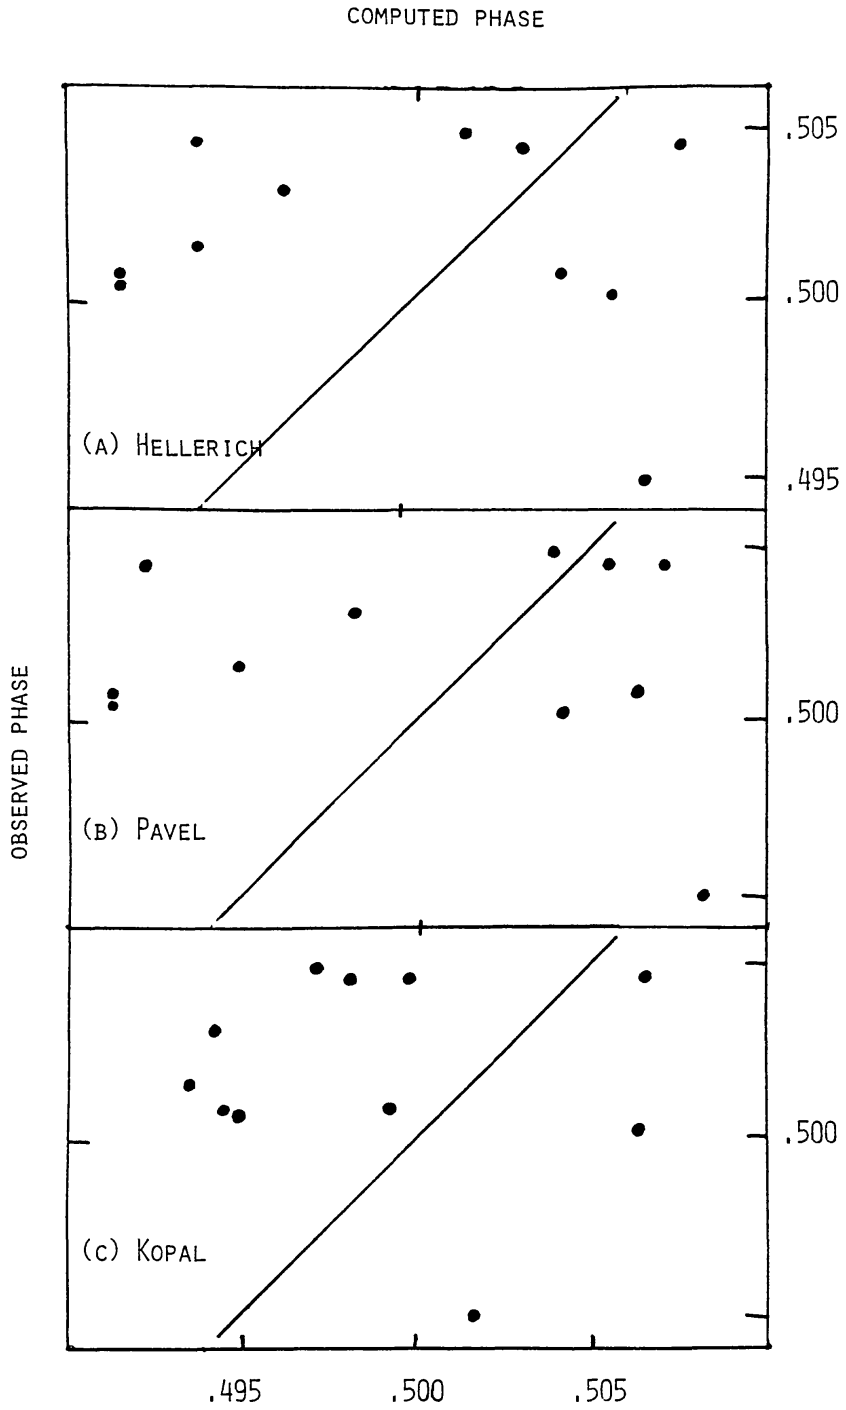 COMPUTED PHASE
.505
.500
(A) HELLERICH
.495
OBSERVED PHASE
.500
(B) PAVEL
.500
(C) KOPAL
.495 .500 .505